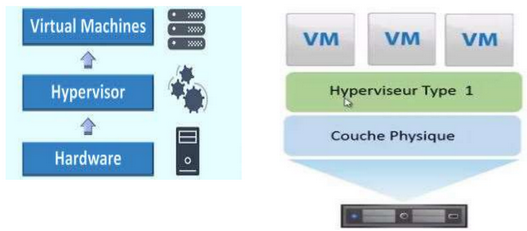 Virtual Machines
Hypervisor
Hardware
VM VM VM
Hyperviseur Type 1
Couche Physique